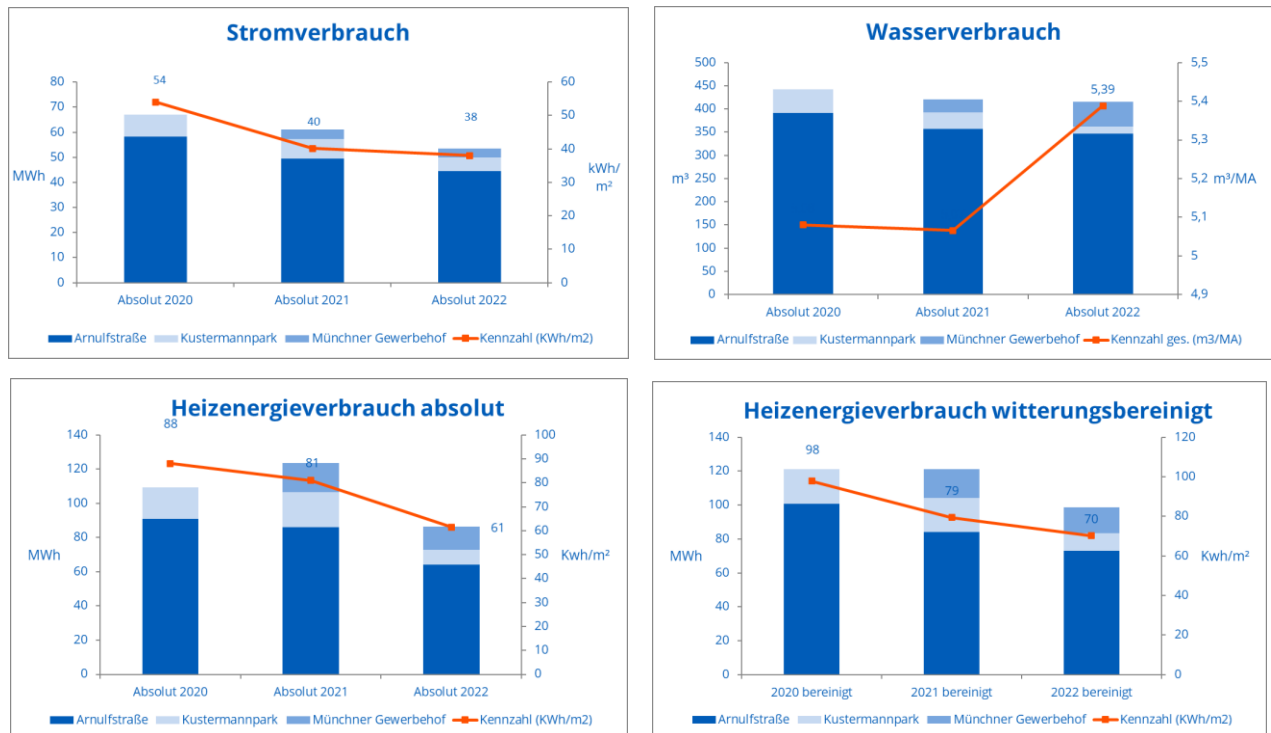 Stromverbrauch
80
70
60
50
40
30
20
10
0
MWh
54
40
38
60
50
40
30
20
10
0
kWh/
m²
Absolut 2020
Absolut 2021
Absolut 2022
Arnulfstraße
Kustermannpark
Münchner Gewerbehof
Kennzahl (KWh/m2)
Wasserverbrauch
500
450
400
350
300
250
200
150
100
50
0
m³
5,39
5,5
5,4
5,3
5,2
5,1
5
4,9
m³/MA
Absolut 2020
Absolut 2021
Absolut 2022
Arnulfstraße
Kustermannpark
Münchner Gewerbehof
Kennzahl ges. (m3/MA)
Heizenergieverbrauch absolut
140
120
100
80
60
40
20
0
MWh
88
81
61
100
90
80
70
60
50
40
30
20
10
0
Kwh/m²
Absolut 2020
Absolut 2021
Absolut 2022
Arnulfstraße
Kustermannpark
Münchner Gewerbehof
Kennzahl (KWh/m2)
Heizenergieverbrauch witterungsbereinigt
140
120
100
80
60
40
20
0
MWh
98
79
70
120
100
80
60
40
20
0
Kwh/m²
2020 bereinigt
2021 bereinigt
2022 bereinigt
Arnulfstraße
Kustermannpark
Münchner Gewerbehof
Kennzahl (KWh/m2)